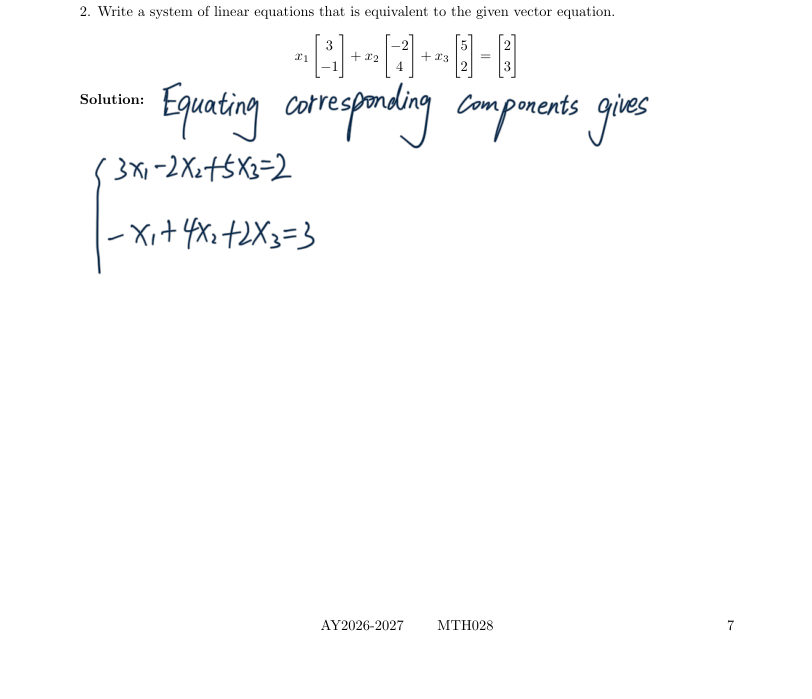 2. Write a system of linear equations that is equivalent to the given vector equation.
x₁ [3 −1] + x₂ [−2 4] + x₃ [5 2] = [2 3]
Solution: Equating corresponding components gives
{ 3x₁-2x₂+5x₃=2
-x₁+4x₂+2x₃=3
AY2026-2027 MTH028 7